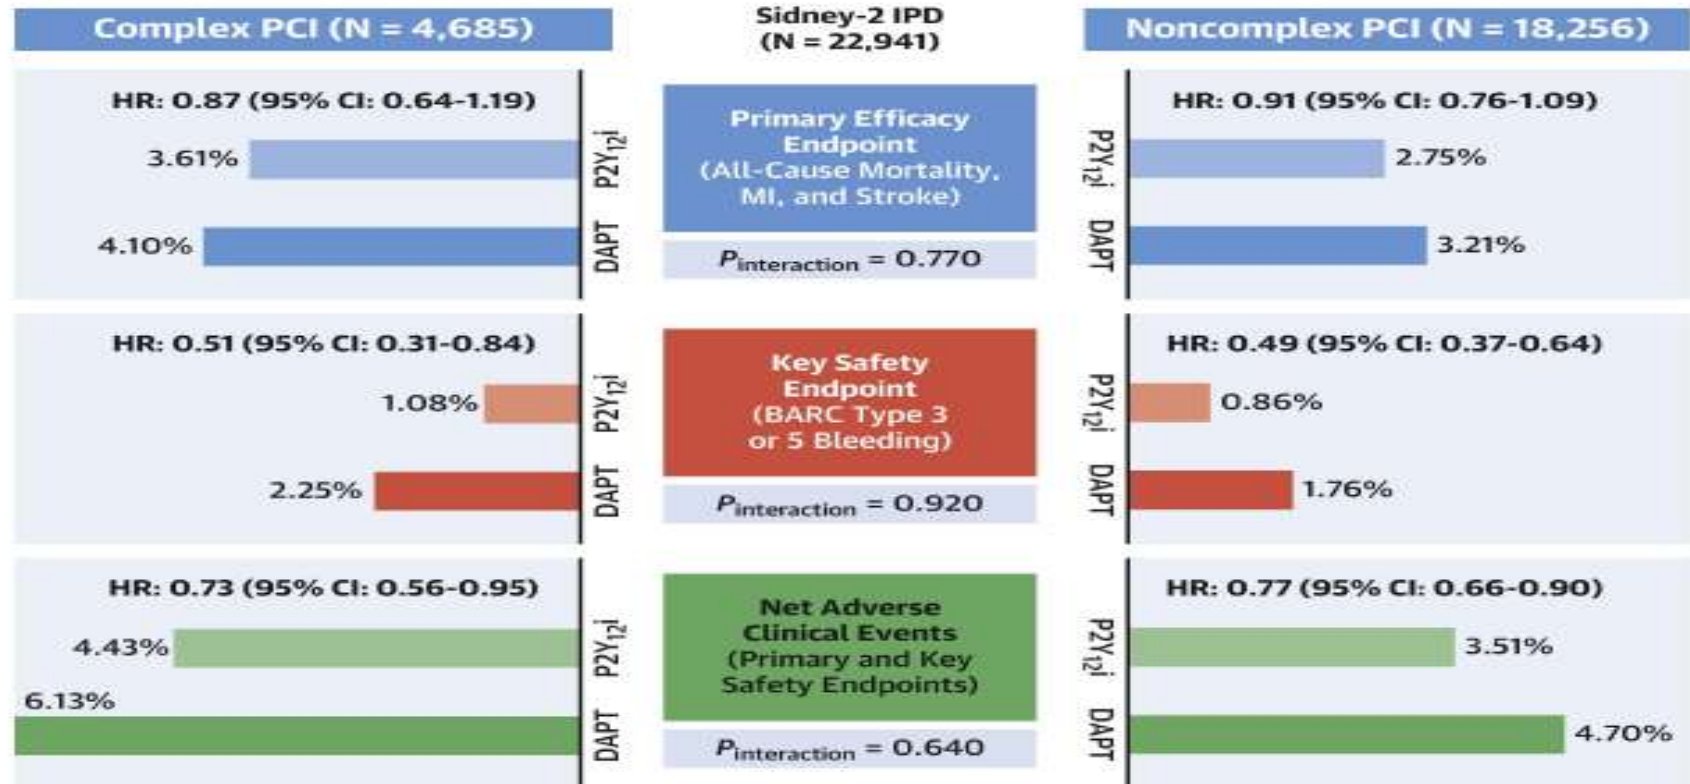 Complex PCI (N = 4,685)
Sidney-2 IPD
(N = 22,941)
Noncomplex PCI (N = 18,256)
HR: 0.87 (95% CI: 0.64-1.19)
3.61%
P2Y₁₂i
4.10%
DAPT
Primary Efficacy
Endpoint
(All-Cause Mortality,
MI, and Stroke)
Pinteraction = 0.770
HR: 0.91 (95% CI: 0.76-1.09)
P2Y₁₂i
2.75%
DAPT
3.21%
HR: 0.51 (95% CI: 0.31-0.84)
1.08%
P2Y₁₂i
2.25%
DAPT
Key Safety
Endpoint
(BARC Type 3
or 5 Bleeding)
Pinteraction = 0.920
HR: 0.49 (95% CI: 0.37-0.64)
P2Y₁₂i
0.86%
DAPT
1.76%
HR: 0.73 (95% CI: 0.56-0.95)
4.43%
P2Y₁₂i
6.13%
DAPT
Net Adverse
Clinical Events
(Primary and Key
Safety Endpoints)
Pinteraction = 0.640
HR: 0.77 (95% CI: 0.66-0.90)
P2Y₁₂i
3.51%
DAPT
4.70%